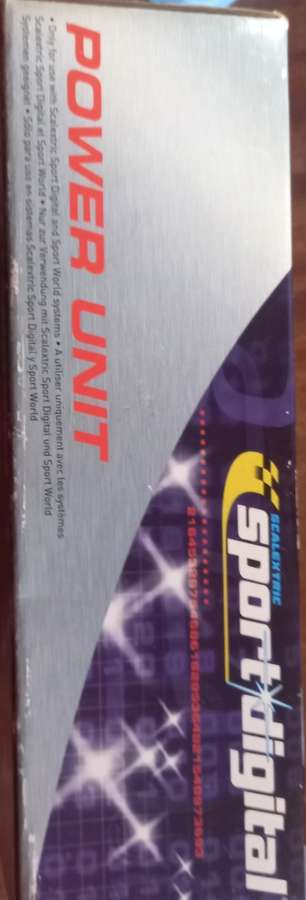 POWER UNIT
• Only for use with Scalextric Sport Digital and Sport World systems • A utiliser uniquement avec les systèmes
Scalextric Sport Digital et Sport World • Nur zur Verwendung mit Scalextric Sport Digital und Sport World
Systemen geeignet • Sólo para uso en sistemas Scalextric Sport Digital y Sport World
SCALEXTRIC
sport digital